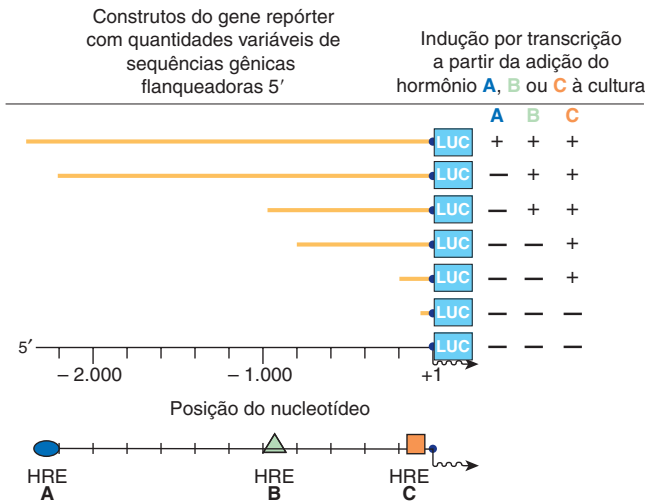 Construtos do gene repórter
com quantidades variáveis de
sequências gênicas
flanqueadoras 5′
Indução por transcrição
a partir da adição do
hormônio A, B ou C à cultura
A B C
LUC + + +
LUC — + +
LUC — + +
LUC — — +
LUC — — +
LUC — — —
5′ LUC — — —
– 2.000 – 1.000 +1
Posição do nucleotídeo
HRE HRE HRE
A B C